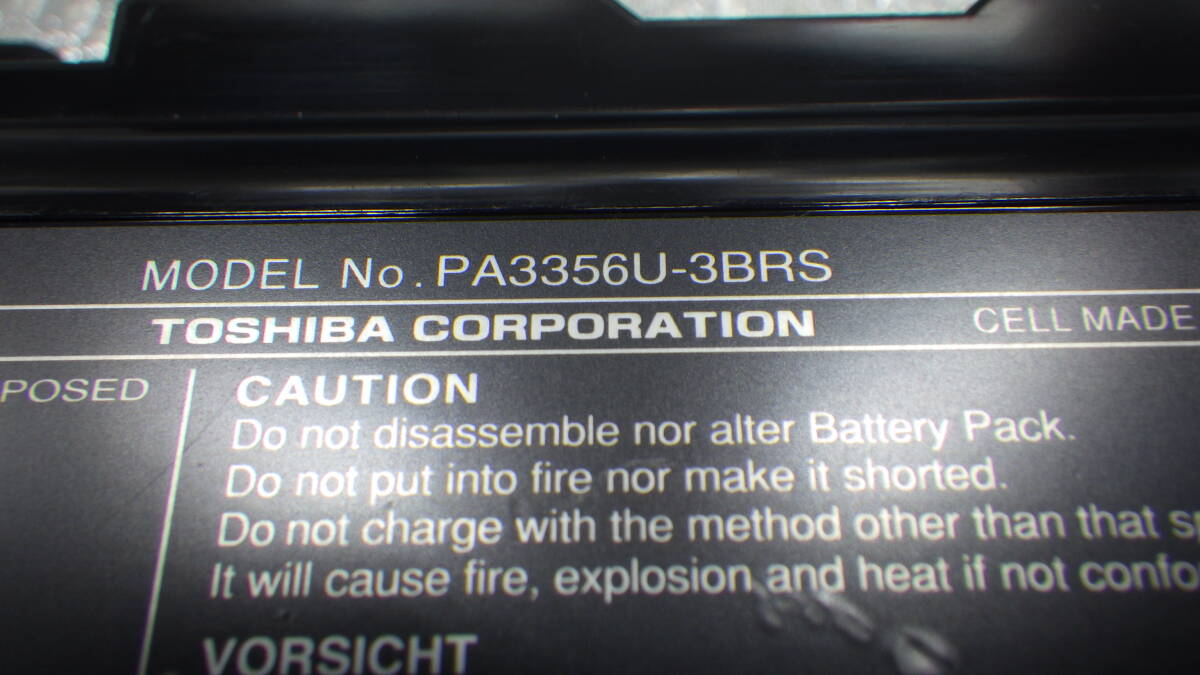 MODEL No. PA3356U-3BRS
TOSHIBA CORPORATION
CELL MADE
POSED
CAUTION
Do not disassemble nor alter Battery Pack.
Do not put into fire nor make it shorted.
Do not charge with the method other than that
It will cause fire, explosion and heat if not
VORSICHT